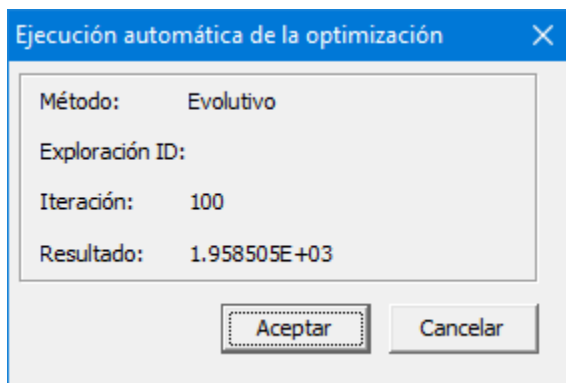 Ejecución automática de la optimización
Método: Evolutivo
Exploración ID:
Iteración: 100
Resultado: 1.958505E+03
Aceptar Cancelar